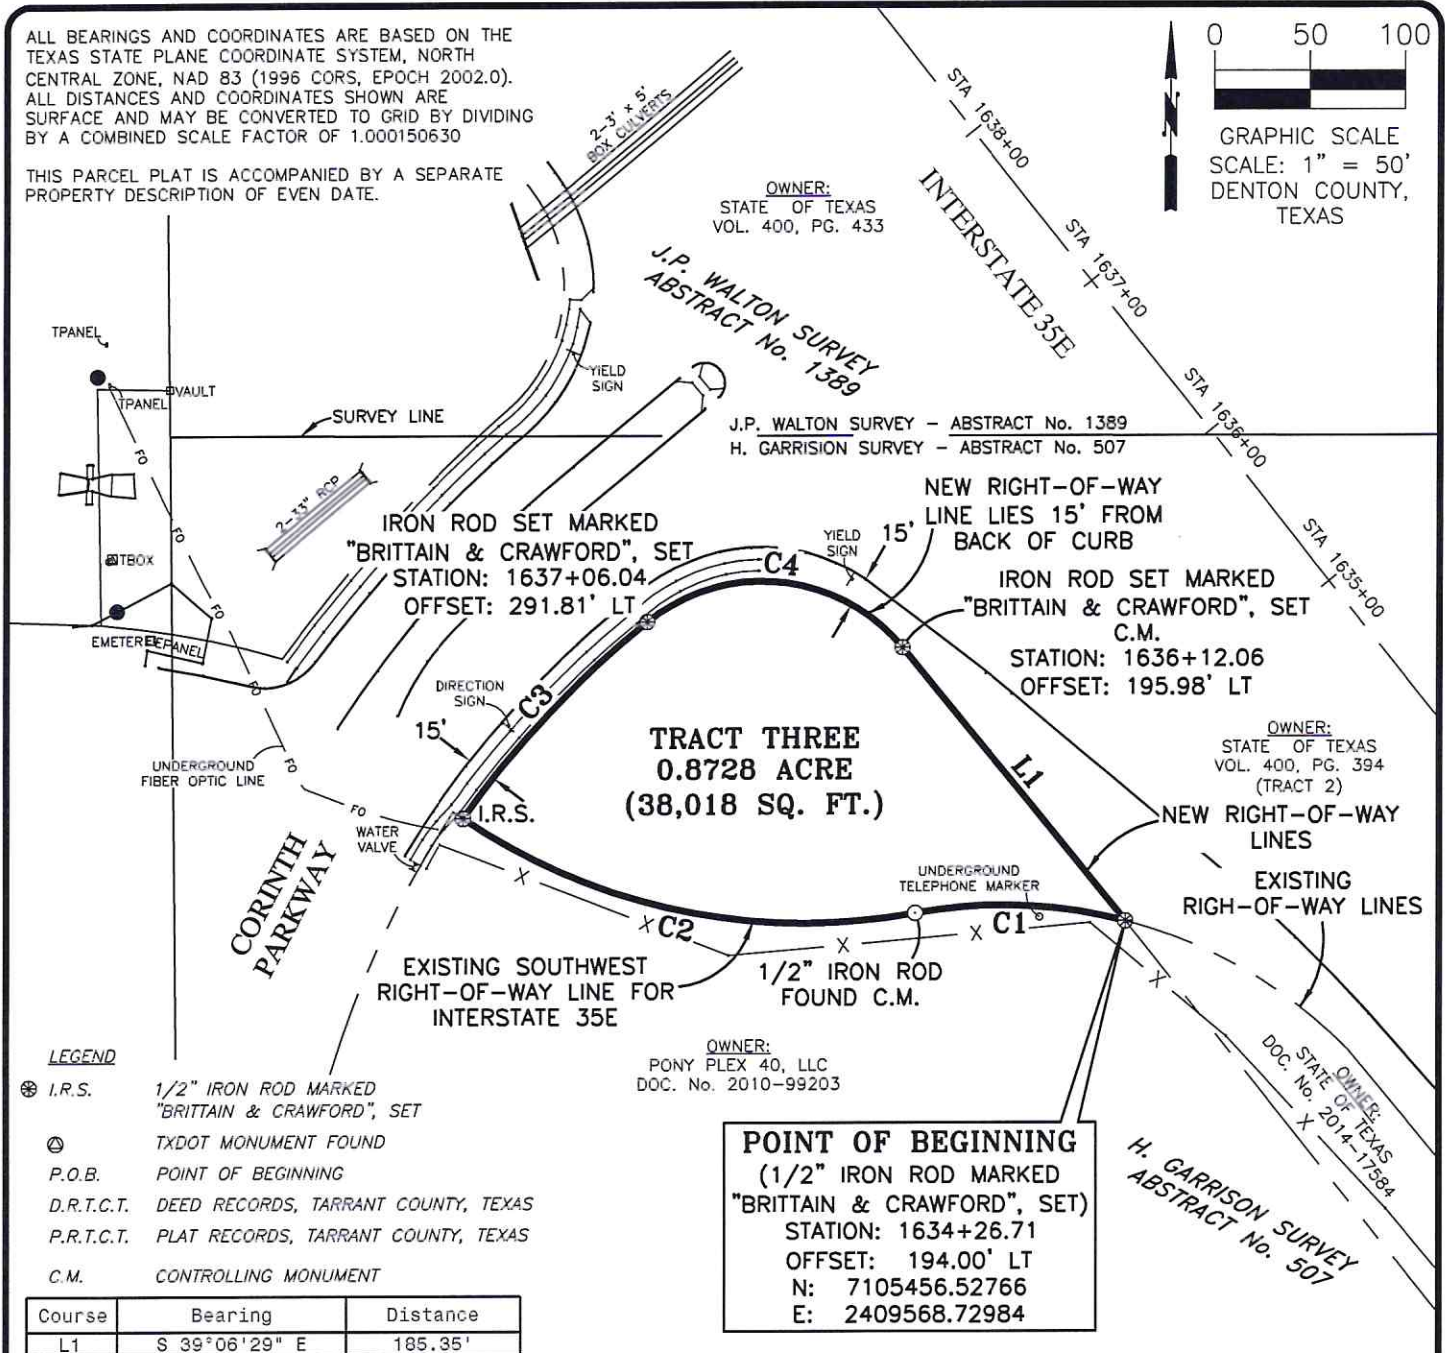 ALL BEARINGS AND COORDINATES ARE BASED ON THE
TEXAS STATE PLANE COORDINATE SYSTEM, NORTH
CENTRAL ZONE, NAD 83 (1996 CORS, EPOCH 2002.0).
ALL DISTANCES AND COORDINATES SHOWN ARE
SURFACE AND MAY BE CONVERTED TO GRID BY DIVIDING
BY A COMBINED SCALE FACTOR OF 1.000150630
THIS PARCEL PLAT IS ACCOMPANIED BY A SEPARATE
PROPERTY DESCRIPTION OF EVEN DATE.
2-3' x 5'
BOX CULVERTS
OWNER:
STATE OF TEXAS
VOL. 400, PG. 433
STA 1638+00
N
0 50 100
GRAPHIC SCALE
SCALE: 1" = 50'
DENTON COUNTY,
TEXAS
INTERSTATE 35E
STA 1637+00
J.P. WALTON SURVEY
ABSTRACT No. 1389
TPANEL
TPANEL
VAULT
YIELD
SIGN
SURVEY LINE
STA 1636+00
J.P. WALTON SURVEY - ABSTRACT No. 1389
H. GARRISION SURVEY - ABSTRACT No. 507
FO
2-33" RCP
FO
TBOX
FO
EMETER
EEPANEL
FO
IRON ROD SET MARKED
"BRITTAIN & CRAWFORD", SET
STATION: 1637+06.04
OFFSET: 291.81' LT
NEW RIGHT-OF-WAY
LINE LIES 15' FROM
BACK OF CURB
YIELD
SIGN
15'
C4
STA 1635+00
IRON ROD SET MARKED
"BRITTAIN & CRAWFORD", SET
C.M.
STATION: 1636+12.06
OFFSET: 195.98' LT
DIRECTION
SIGN
C3
15'
TRACT THREE
0.8728 ACRE
(38,018 SQ. FT.)
L1
OWNER:
STATE OF TEXAS
VOL. 400, PG. 394
(TRACT 2)
UNDERGROUND
FIBER OPTIC LINE
FO
FO
I.R.S.
WATER
VALVE
NEW RIGHT-OF-WAY
LINES
CORINTH
PARKWAY
UNDERGROUND
TELEPHONE MARKER
EXISTING
RIGH-OF-WAY LINES
X
X
C2
X
X
C1
X
EXISTING SOUTHWEST
RIGHT-OF-WAY LINE FOR
INTERSTATE 35E
1/2" IRON ROD
FOUND C.M.
OWNER:
PONY PLEX 40, LLC
DOC. No. 2010-99203
OWNER:
STATE OF TEXAS
DOC. No. 2014-17584
X
LEGEND
I.R.S. 1/2" IRON ROD MARKED
"BRITTAIN & CRAWFORD", SET
TXDOT MONUMENT FOUND
P.O.B. POINT OF BEGINNING
D.R.T.C.T. DEED RECORDS, TARRANT COUNTY, TEXAS
P.R.T.C.T. PLAT RECORDS, TARRANT COUNTY, TEXAS
C.M. CONTROLLING MONUMENT
POINT OF BEGINNING
(1/2" IRON ROD MARKED
"BRITTAIN & CRAWFORD", SET)
STATION: 1634+26.71
OFFSET: 194.00' LT
N: 7105456.52766
E: 2409568.72984
H. GARRISON SURVEY
ABSTRACT No. 507
Course Bearing Distance
L1 S 39°06'29" E 185.35'